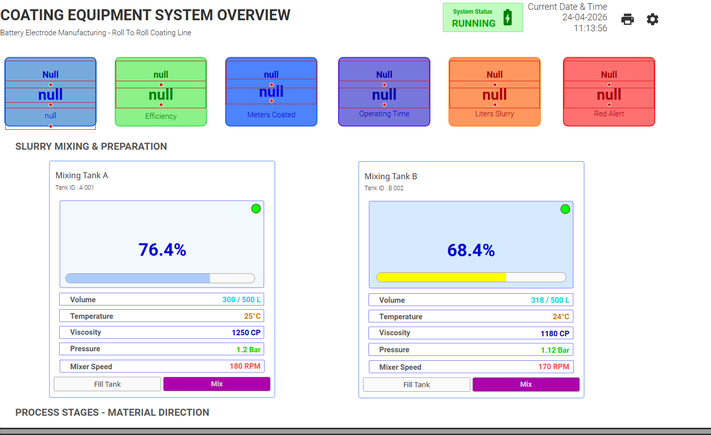 COATING EQUIPMENT SYSTEM OVERVIEW
Battery Electrode Manufacturing - Roll To Roll Coating Line
System Status
RUNNING
Current Date & Time
24-04-2026
11:13:56
Null
null
null
null
null
Efficiency
null
null
Meters Coated
Null
null
Operating Time
Null
null
Liters Slurry
Null
null
Red Alert
SLURRY MIXING & PREPARATION
Mixing Tank A
Tank ID : A 001
76.4%
Volume 300 / 500 L
Temperature 25°C
Viscosity 1250 CP
Pressure 1.2 Bar
Mixer Speed 180 RPM
Fill Tank Mix
Mixing Tank B
Tank ID : B 002
68.4%
Volume 318 / 500 L
Temperature 24°C
Viscosity 1180 CP
Pressure 1.12 Bar
Mixer Speed 170 RPM
Fill Tank Mix
PROCESS STAGES - MATERIAL DIRECTION